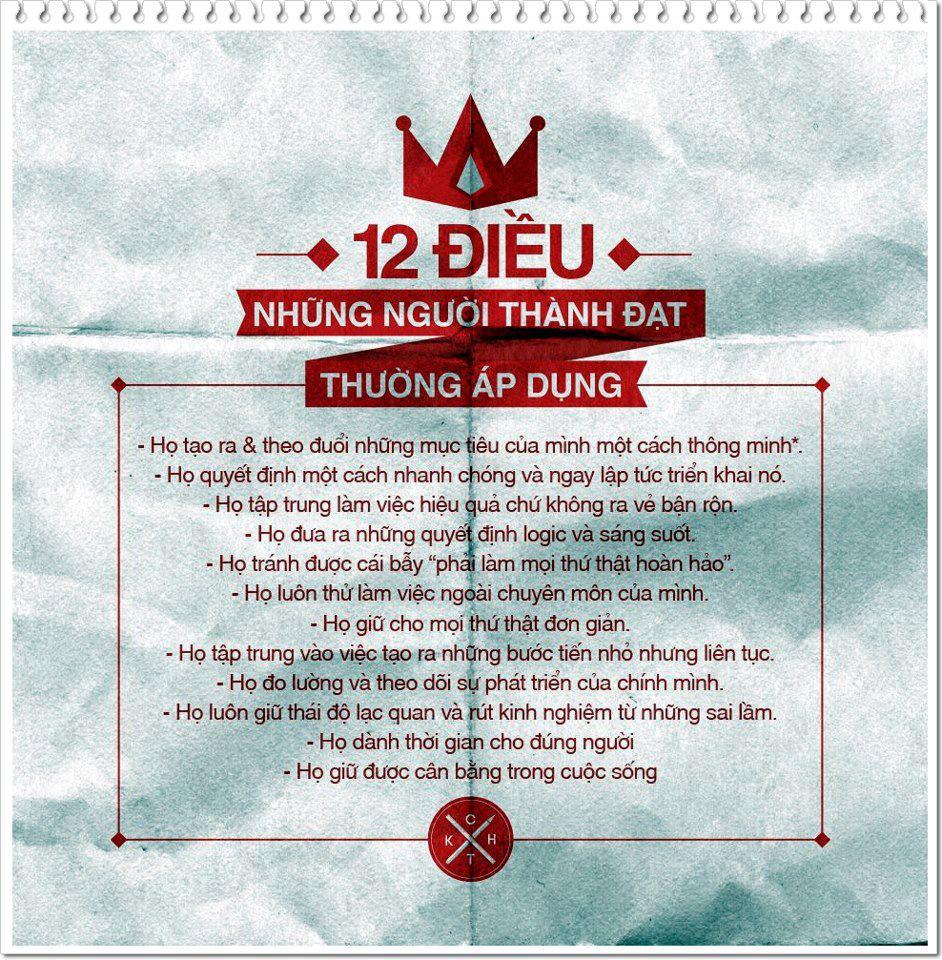 12 ĐIỀU
NHỮNG NGƯỜI THÀNH ĐẠT
THƯỜNG ÁP DỤNG
- Họ tạo ra & theo đuổi những mục tiêu của mình một cách thông minh*.
- Họ quyết định một cách nhanh chóng và ngay lập tức triển khai nó.
- Họ tập trung làm việc hiệu quả chứ không ra vẻ bận rộn.
- Họ đưa ra những quyết định logic và sáng suốt.
- Họ tránh được cái bẫy “phải làm mọi thứ thật hoàn hảo”.
- Họ luôn thử làm việc ngoài chuyên môn của mình.
- Họ giữ cho mọi thứ thật đơn giản.
- Họ tập trung vào việc tạo ra những bước tiến nhỏ nhưng liên tục.
- Họ đo lường và theo dõi sự phát triển của chính mình.
- Họ luôn giữ thái độ lạc quan và rút kinh nghiệm từ những sai lầm.
- Họ dành thời gian cho đúng người
- Họ giữ được cân bằng trong cuộc sống
C
K H
T